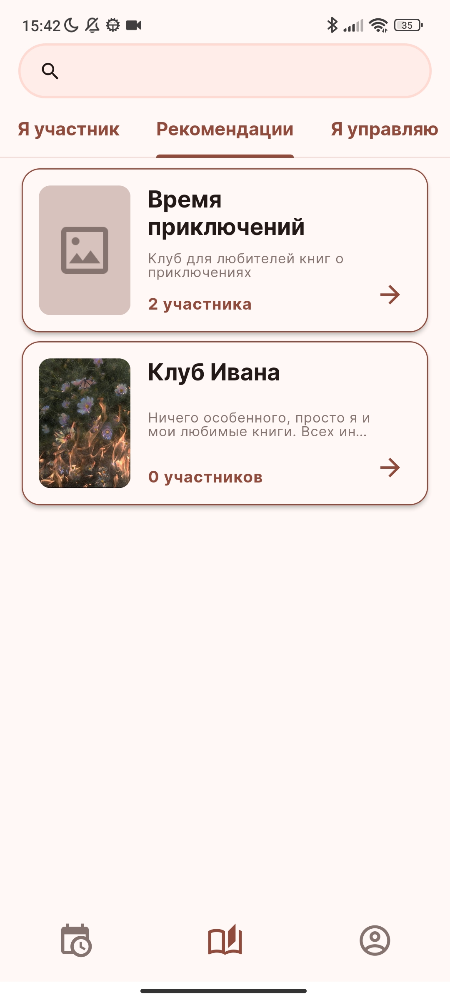 15:42
35
Я участник
Рекомендации
Я управляю
Время
приключений
Клуб для любителей книг о
приключениях
2 участника
Клуб Ивана
Ничего особенного, просто я и
мои любимые книги. Всех ин...
0 участников